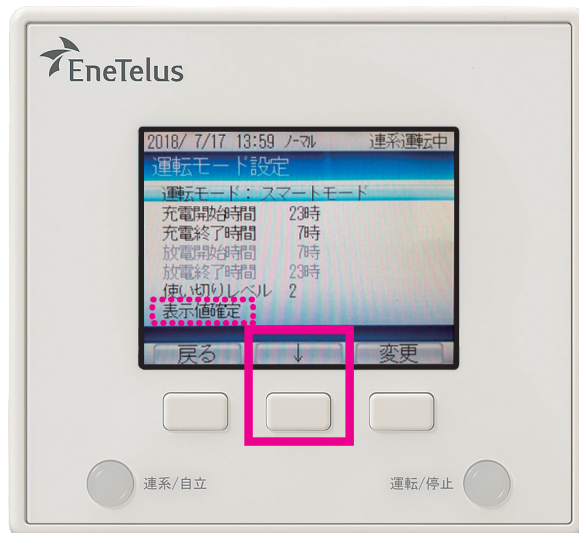 EneTelus
2018/ 7/17 13:59 ノーマル 連系運転中
運転モード設定
運転モード: スマートモード
充電開始時間 23時
充電終了時間 7時
放電開始時間 7時
放電終了時間 23時
使い切りレベル 2
表示値確定
戻る ↓ 変更
連系/自立 運転/停止